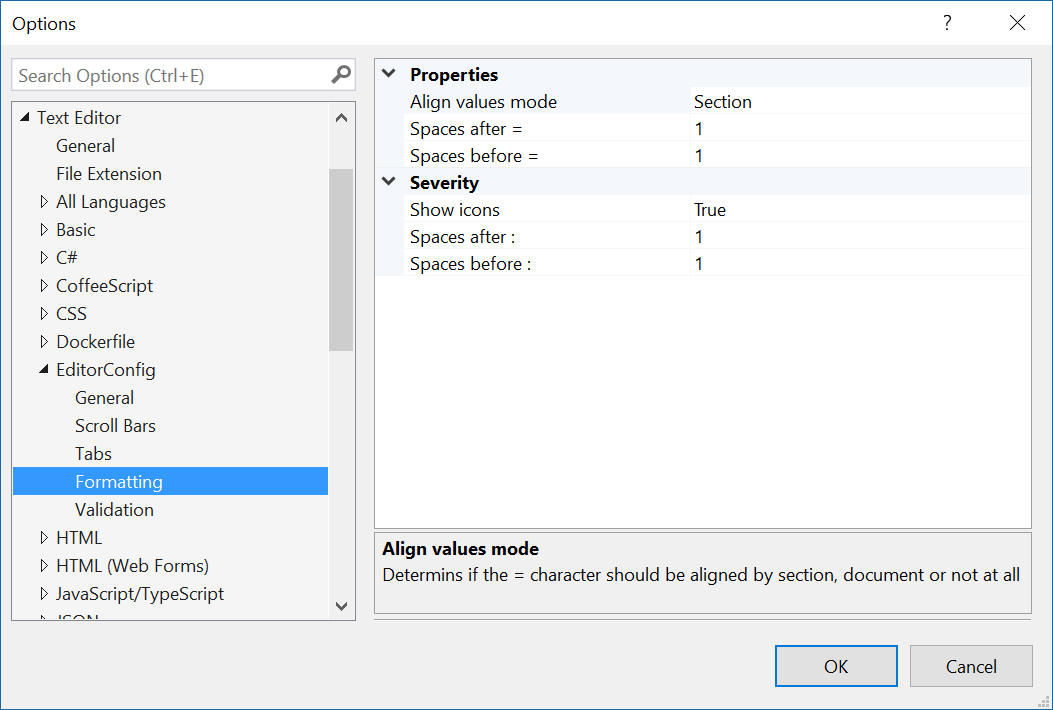 Options
?
Search Options (Ctrl+E)
Text Editor
General
File Extension
All Languages
Basic
C#
CoffeeScript
CSS
Dockerfile
EditorConfig
General
Scroll Bars
Tabs
Formatting
Validation
HTML
HTML (Web Forms)
JavaScript/TypeScript
JSON
Properties
Align values mode Section
Spaces after = 1
Spaces before = 1
Severity
Show icons True
Spaces after : 1
Spaces before : 1
Align values mode
Determins if the = character should be aligned by section, document or not at all
OK
Cancel